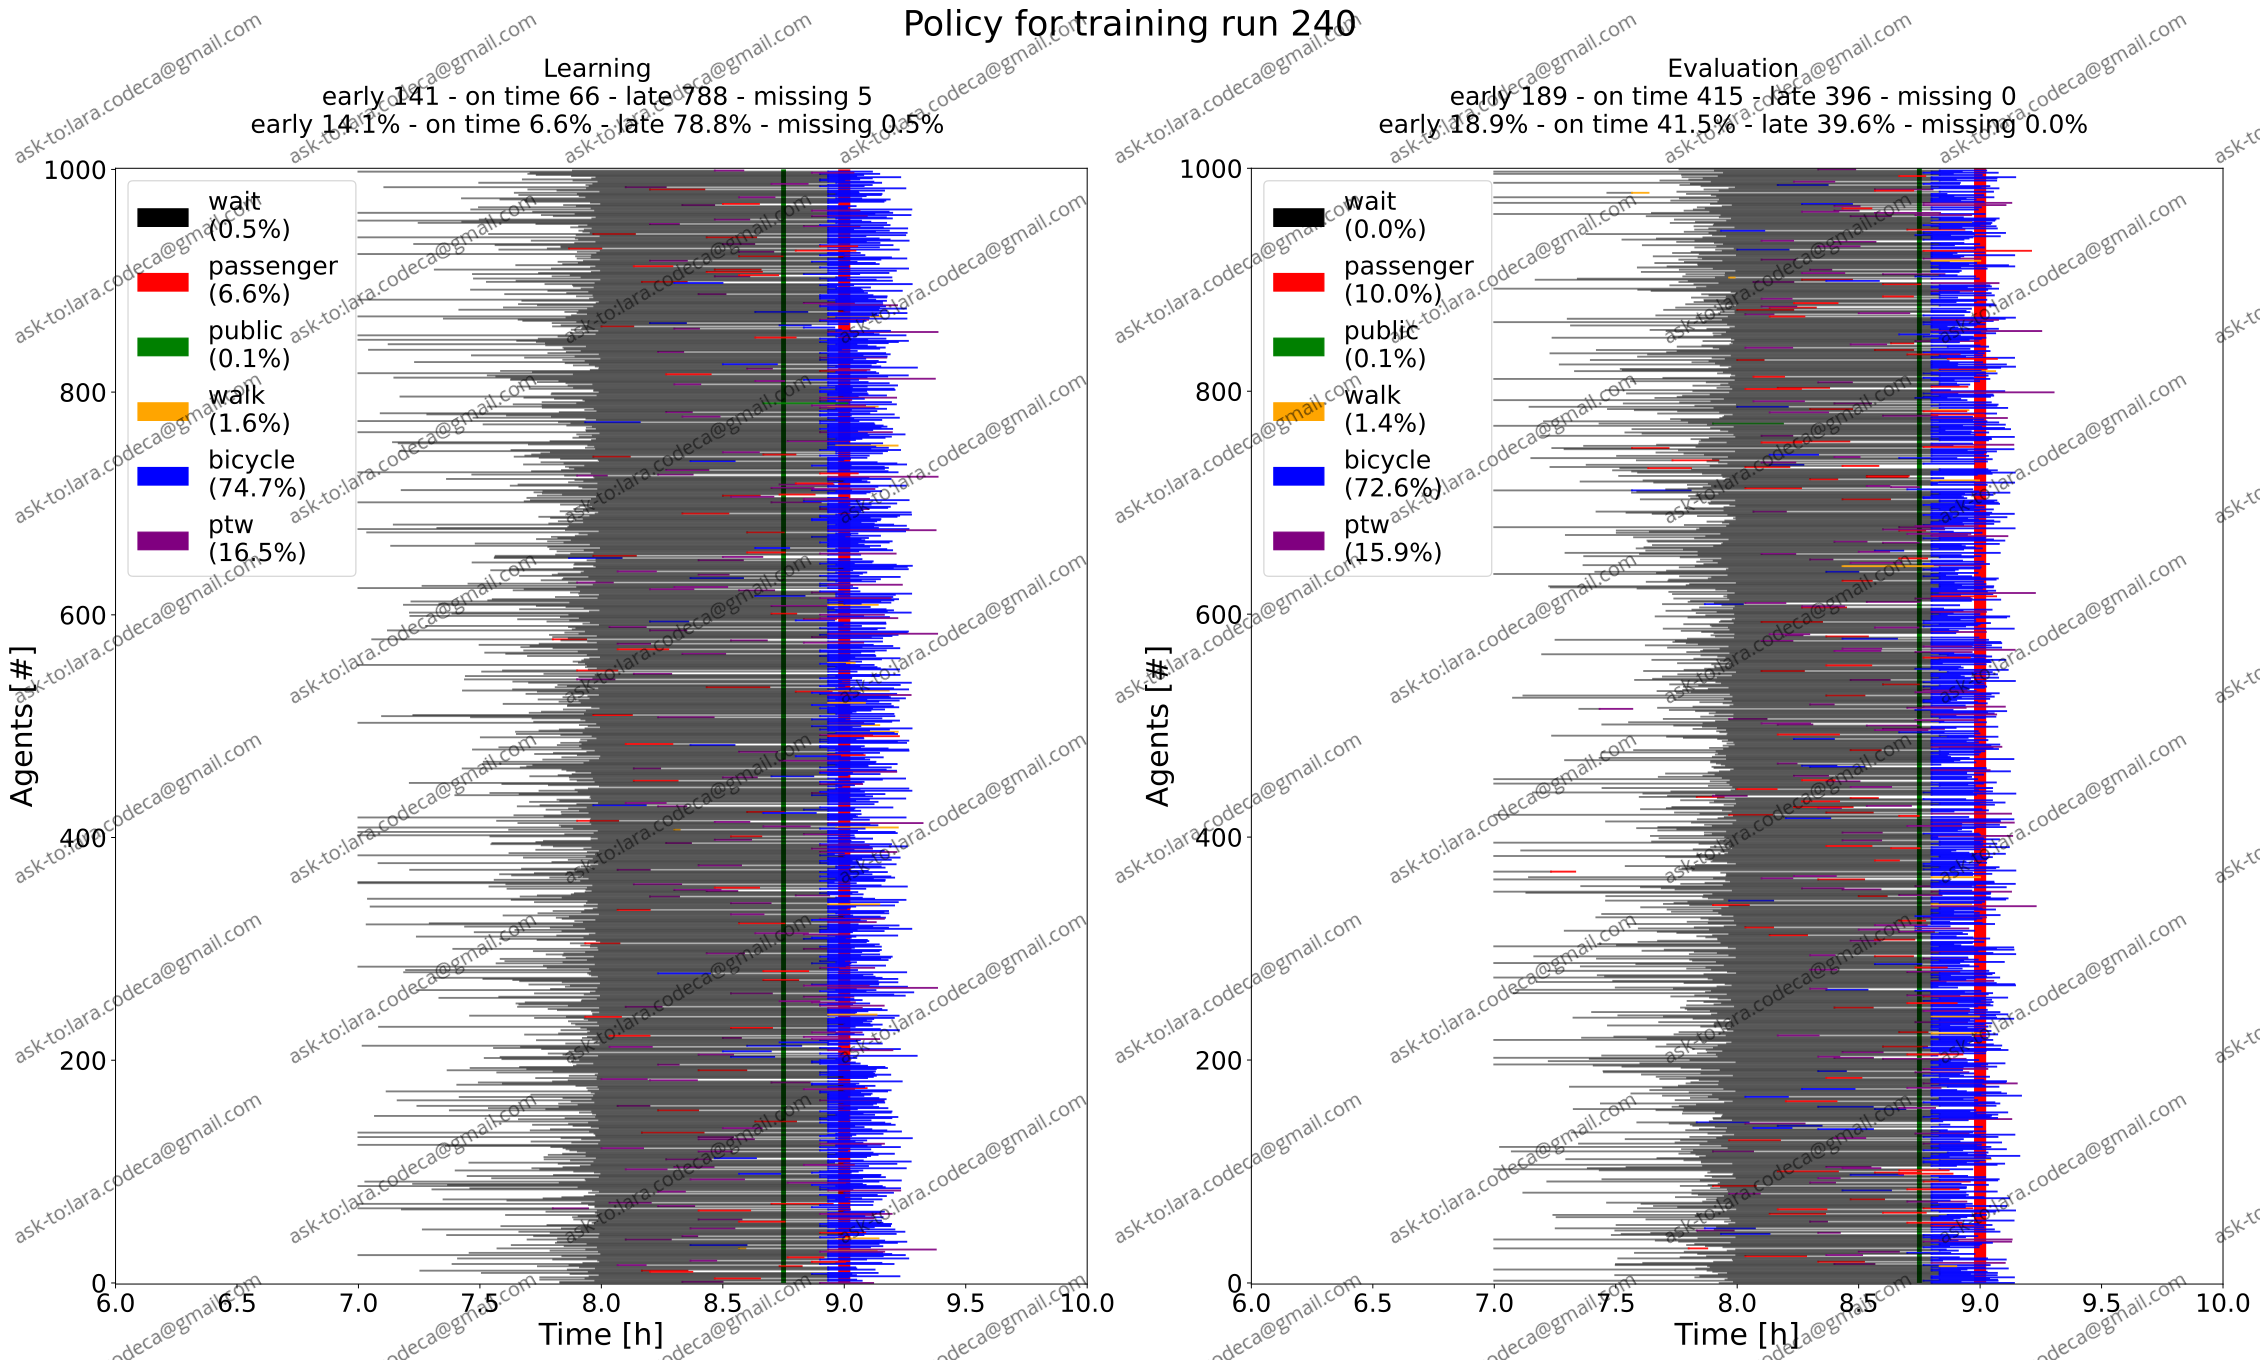 Policy for training run 240
Learning
early 141 - on time 66 - late 788 - missing 5
early 14.1% - on time 6.6% - late 78.8% - missing 0.5%
1000
800
600
400
200
0
Agents [#]
wait
(0.5%)
passenger
(6.6%)
public
(0.1%)
walk
(1.6%)
bicycle
(74.7%)
ptw
(16.5%)
6.0 6.5 7.0 7.5 8.0 8.5 9.0 9.5 10.0
Time [h]
Evaluation
early 189 - on time 415 - late 396 - missing 0
early 18.9% - on time 41.5% - late 39.6% - missing 0.0%
1000
800
600
400
200
0
Agents [#]
wait
(0.0%)
passenger
(10.0%)
public
(0.1%)
walk
(1.4%)
bicycle
(72.6%)
ptw
(15.9%)
6.0 6.5 7.0 7.5 8.0 8.5 9.0 9.5 10.0
Time [h]
ask-to:lara.codeca@gmail.com